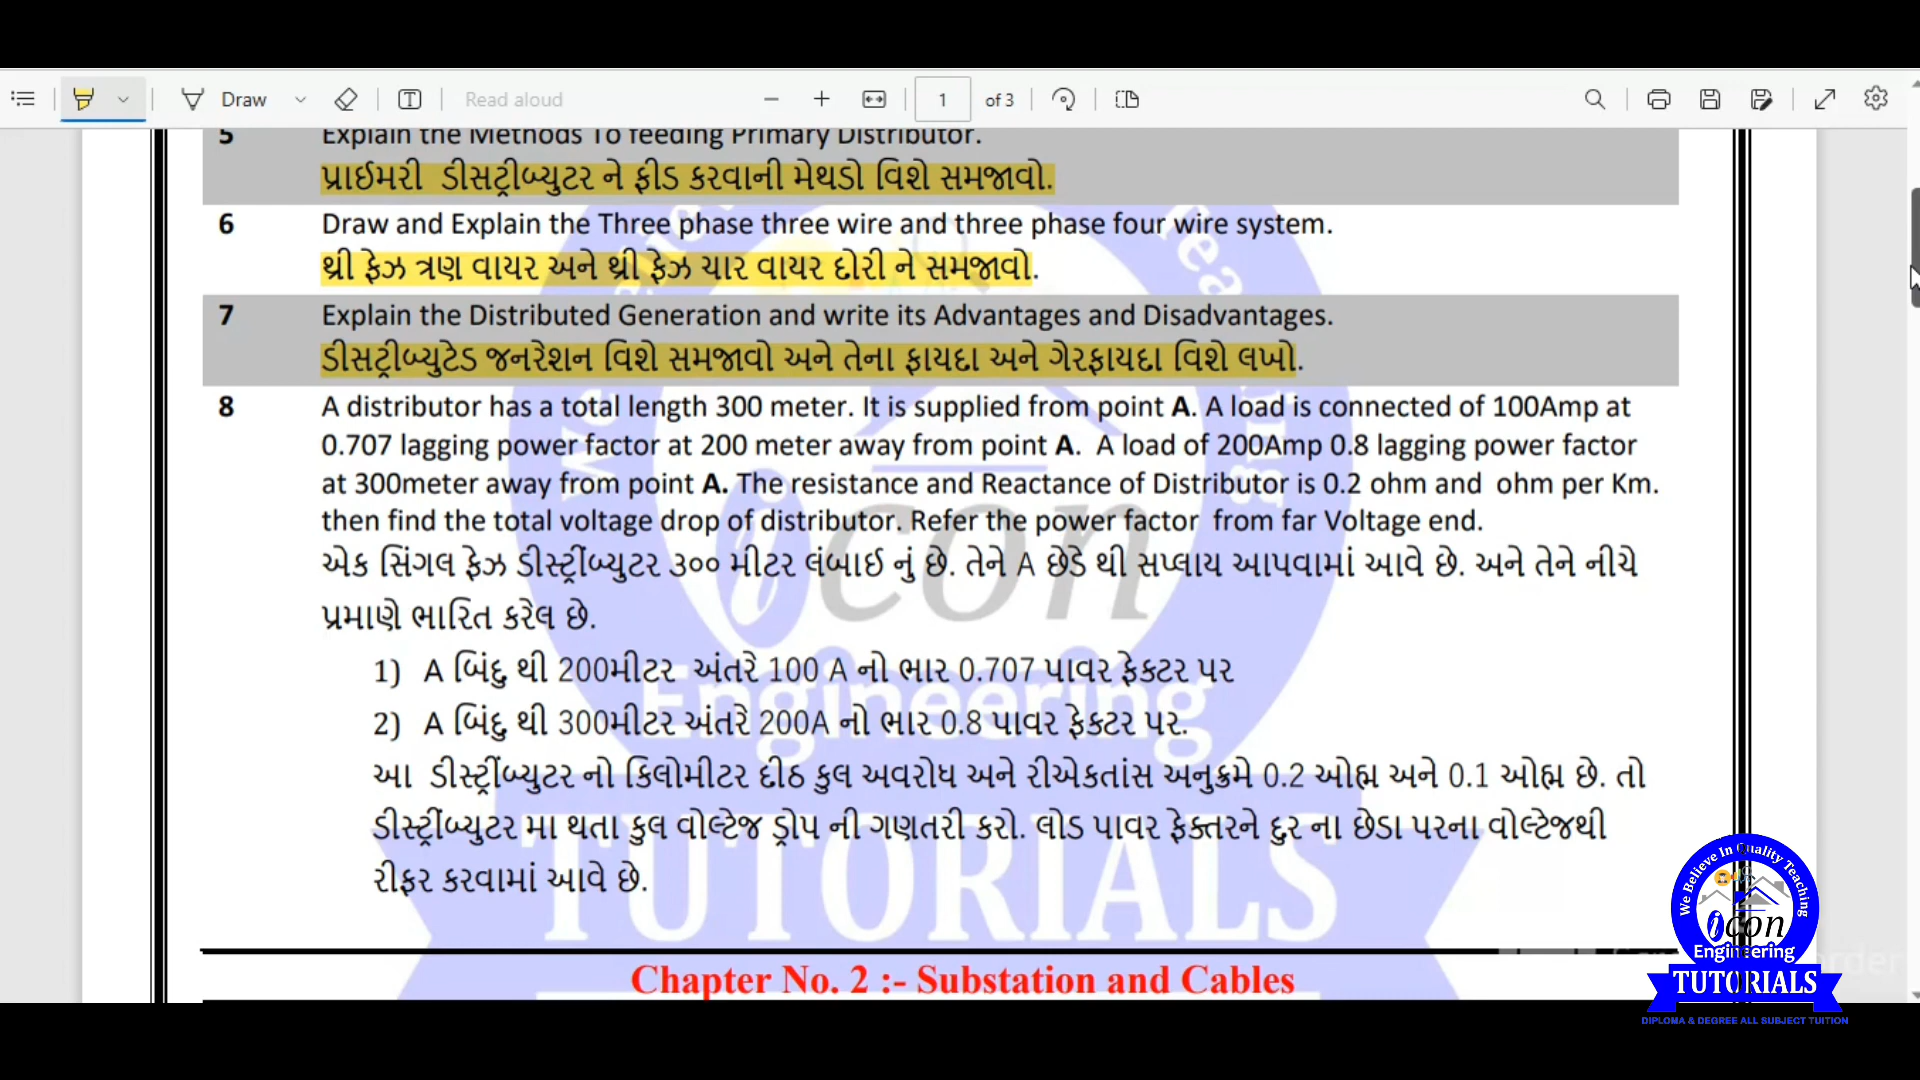 Draw
Read aloud
1
of 3
5 Explain the Methods To feeding Primary Distributor.
પ્રાઈમરી ડીસટ્રીબ્યુટર ને ફીડ કરવાની મેથડો વિશે સમજાવો.
6 Draw and Explain the Three phase three wire and three phase four wire system.
થ્રી ફેઝ ત્રણ વાયર અને થ્રી ફેઝ ચાર વાયર દોરી ને સમજાવો.
7 Explain the Distributed Generation and write its Advantages and Disadvantages.
ડીસટ્રીબ્યુટેડ જનરેશન વિશે સમજાવો અને તેના ફાયદા અને ગેરફાયદા વિશે લખો.
8 A distributor has a total length 300 meter. It is supplied from point A. A load is connected of 100Amp at
0.707 lagging power factor at 200 meter away from point A. A load of 200Amp 0.8 lagging power factor
at 300meter away from point A. The resistance and Reactance of Distributor is 0.2 ohm and ohm per Km.
then find the total voltage drop of distributor. Refer the power factor from far Voltage end.
એક સિંગલ ફેઝ ડીસ્ટ્રીંબ્યુટર ૩૦૦ મીટર લંબાઈ નું છે. તેને A છેડે થી સપ્લાય આપવામાં આવે છે. અને તેને નીચે
પ્રમાણે ભારિત કરેલ છે.
1) A બિંદુ થી 200મીટર અંતરે 100 A નો ભાર 0.707 પાવર ફેકટર પર
2) A બિંદુ થી 300મીટર અંતરે 200A નો ભાર 0.8 પાવર ફેકટર પર.
આ ડીસ્ટ્રીંબ્યુટર નો કિલોમીટર દીઠ કુલ અવરોધ અને રીએકતાંસ અનુક્રમે 0.2 ઓહ્મ અને 0.1 ઓહ્મ છે. તો
ડીસ્ટ્રીંબ્યુટર મા થતા કુલ વોલ્ટેજ ડ્રોપ ની ગણતરી કરો. લોડ પાવર ફેક્તરને દુર ના છેડા પરના વોલ્ટેજથી
રીફર કરવામાં આવે છે.
Chapter No. 2 :- Substation and Cables
icon
Engineering
TUTORIALS
We Believe In Quality Teaching
icon
Engineering
TUTORIALS
DIPLOMA & DEGREE ALL SUBJECT TUITION